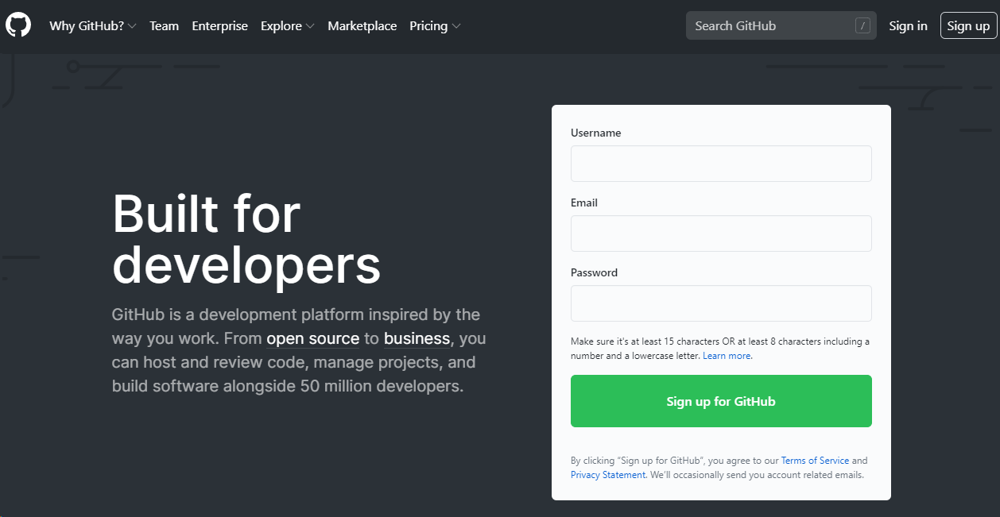 Why GitHub? Team Enterprise Explore Marketplace Pricing Search GitHub / Sign in Sign up
Built for
developers
GitHub is a development platform inspired by the
way you work. From open source to business, you
can host and review code, manage projects, and
build software alongside 50 million developers.
Username
Email
Password
Make sure it's at least 15 characters OR at least 8 characters including a
number and a lowercase letter. Learn more.
Sign up for GitHub
By clicking “Sign up for GitHub”, you agree to our Terms of Service and
Privacy Statement. We’ll occasionally send you account related emails.